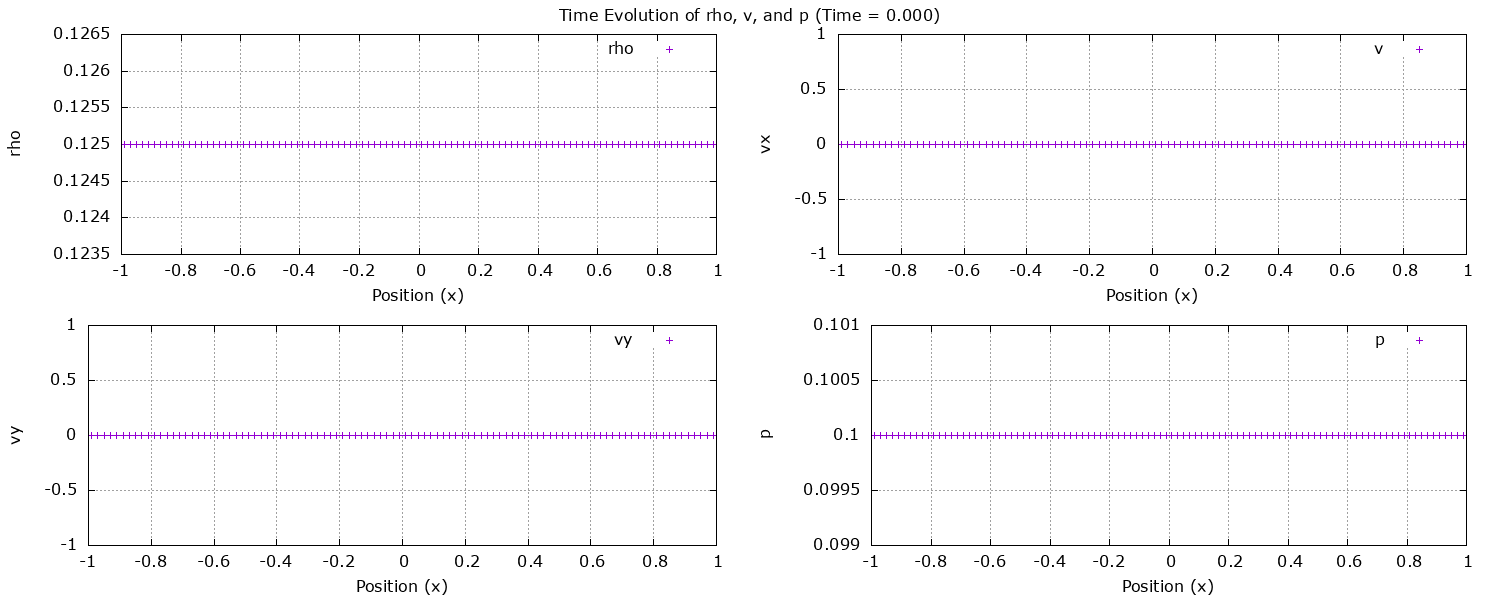 Time Evolution of rho, v, and p (Time = 0.000)
rho
0.1265
0.126
0.1255
0.125
0.1245
0.124
0.1235
-1 -0.8 -0.6 -0.4 -0.2 0 0.2 0.4 0.6 0.8 1
Position (x)
rho
vx
1
0.5
0
-0.5
-1
-1 -0.8 -0.6 -0.4 -0.2 0 0.2 0.4 0.6 0.8 1
Position (x)
v
vy
1
0.5
0
-0.5
-1
-1 -0.8 -0.6 -0.4 -0.2 0 0.2 0.4 0.6 0.8 1
Position (x)
vy
p
0.101
0.1005
0.1
0.0995
0.099
-1 -0.8 -0.6 -0.4 -0.2 0 0.2 0.4 0.6 0.8 1
Position (x)
p